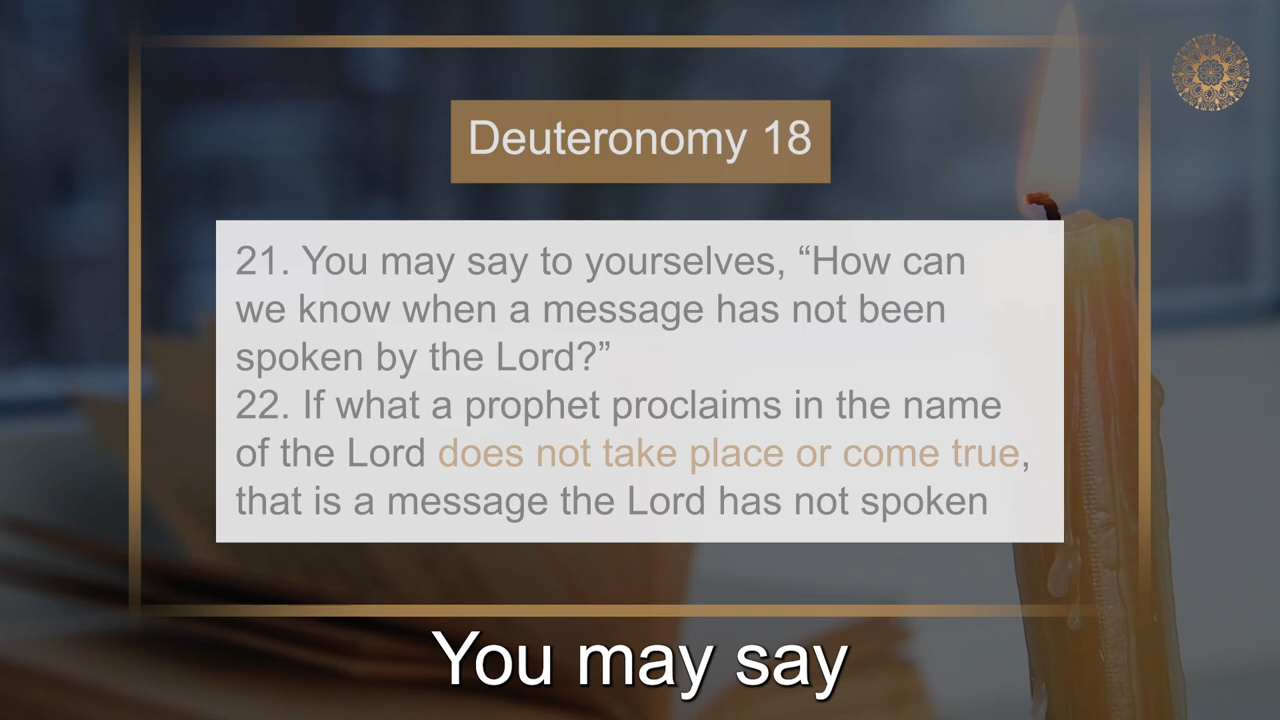 Deuteronomy 18
21. You may say to yourselves, “How can
we know when a message has not been
spoken by the Lord?”
22. If what a prophet proclaims in the name
of the Lord does not take place or come true,
that is a message the Lord has not spoken
You may say